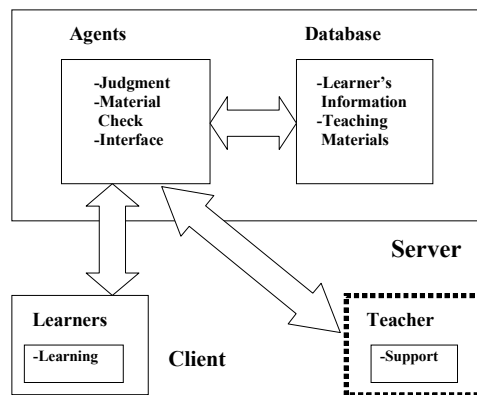 Agents
Database
-Judgment
-Material
Check
-Interface
-Learner's
Information
-Teaching
Materials
Server
Learners
-Learning
Client
Teacher
-Support